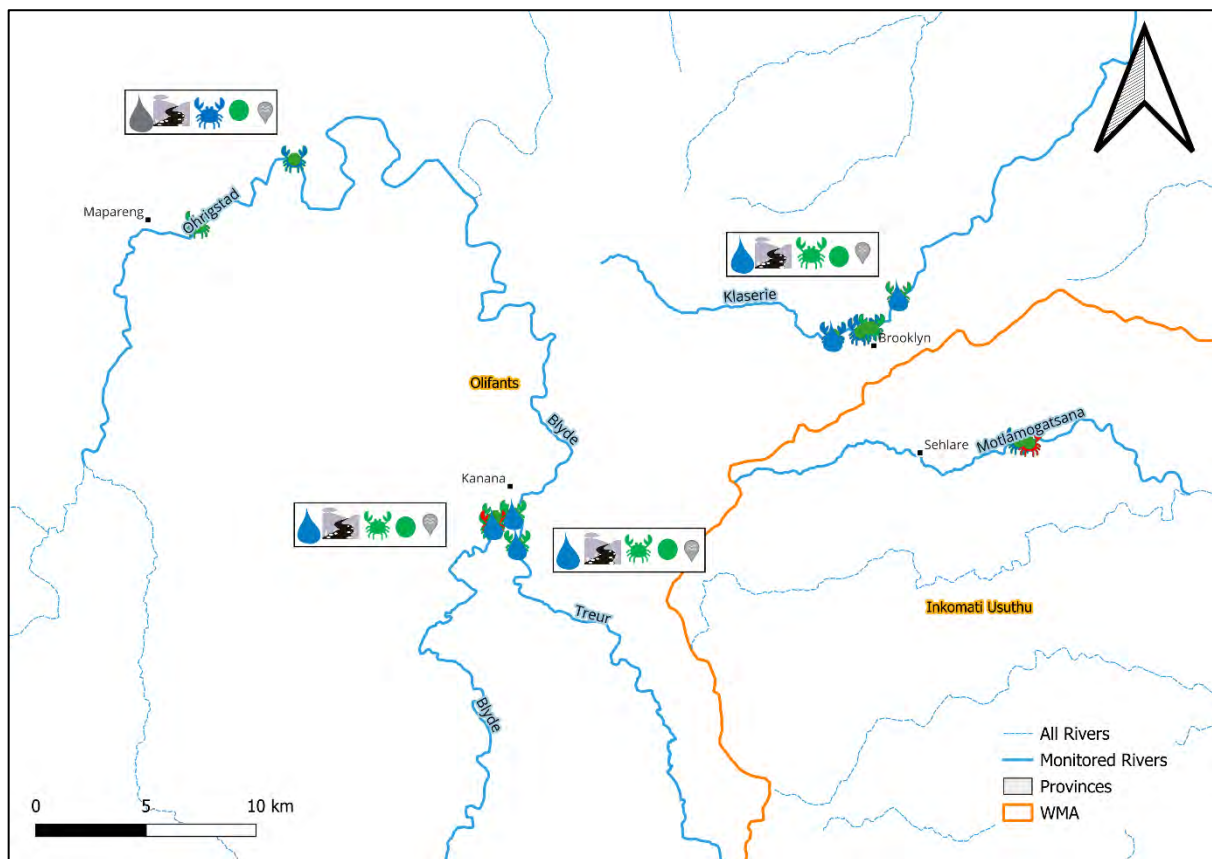 Mapareng
Ohrigstad
Klaserie
Brooklyn
Olifants
Blyde
Sehlare
Motlamogatsana
Kanana
Inkomati Usuthu
Treur
Blyde
All Rivers
Monitored Rivers
Provinces
WMA
0 5 10 km